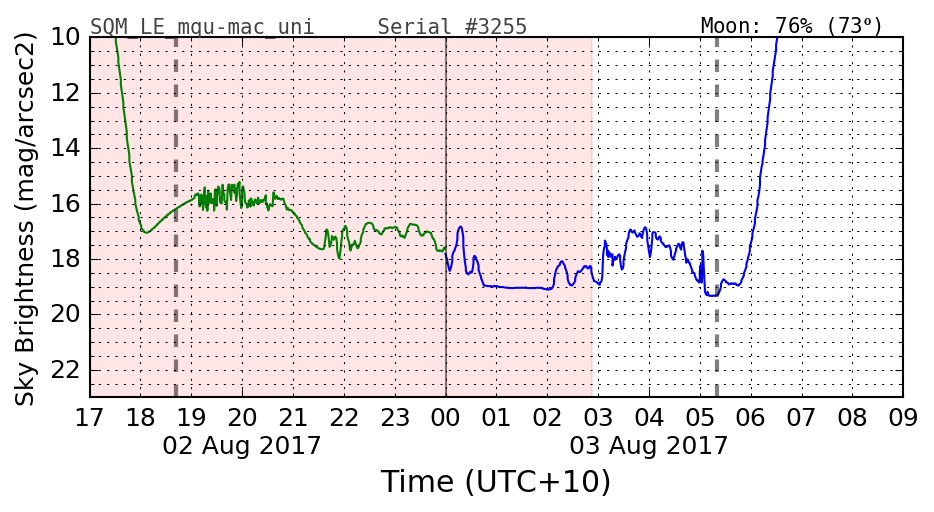 SQM_LE_mqu-mac_uni Serial #3255 Moon: 76% (73º)
Sky Brightness (mag/arcsec2)
10
12
14
16
18
20
22
17 18 19 20 21 22 23 00 01 02 03 04 05 06 07 08 09
02 Aug 2017 03 Aug 2017
Time (UTC+10)